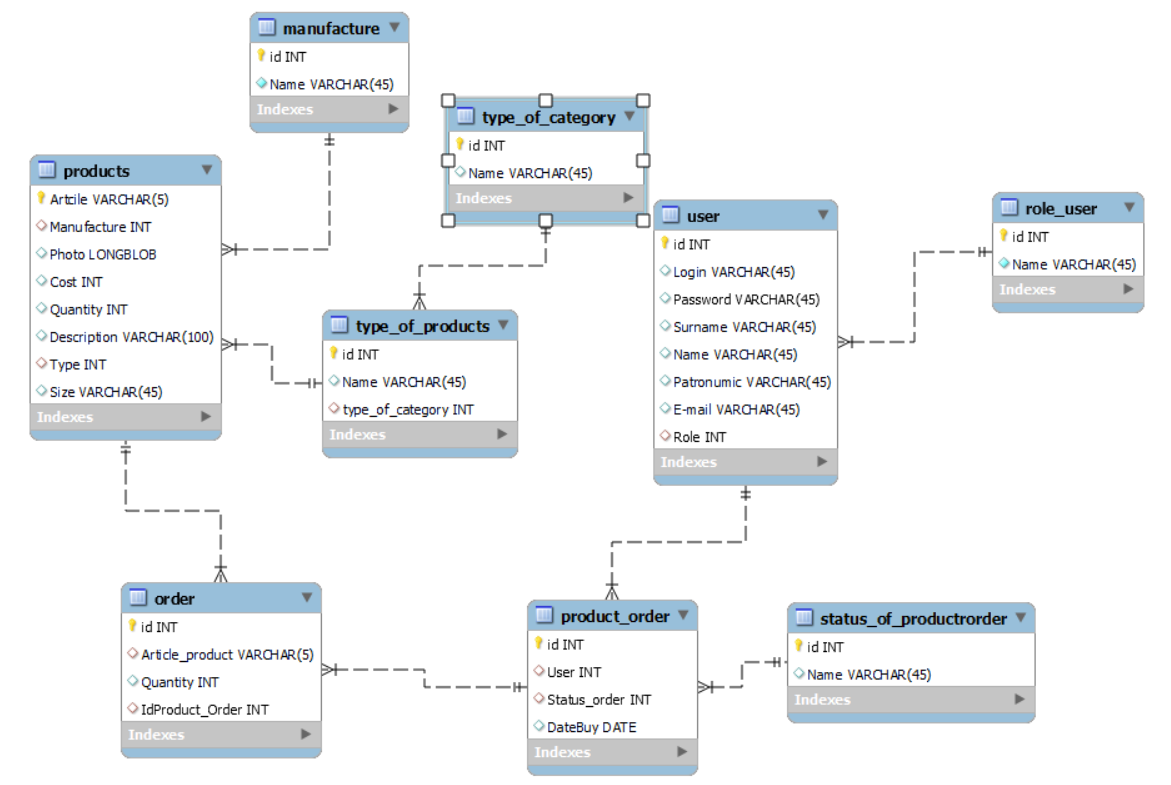 manufacture
id INT
Name VARCHAR(45)
Indexes
type_of_category
id INT
Name VARCHAR(45)
Indexes
products
Artcile VARCHAR(5)
Manufacture INT
Photo LONGBLOB
Cost INT
Quantity INT
Description VARCHAR(100)
Type INT
Size VARCHAR(45)
Indexes
user
id INT
Login VARCHAR(45)
Password VARCHAR(45)
Surname VARCHAR(45)
Name VARCHAR(45)
Patronumic VARCHAR(45)
E-mail VARCHAR(45)
Role INT
Indexes
role_user
id INT
Name VARCHAR(45)
Indexes
type_of_products
id INT
Name VARCHAR(45)
type_of_category INT
Indexes
order
id INT
Article_product VARCHAR(5)
Quantity INT
IdProduct_Order INT
Indexes
product_order
id INT
User INT
Status_order INT
DateBuy DATE
Indexes
status_of_productrorder
id INT
Name VARCHAR(45)
Indexes